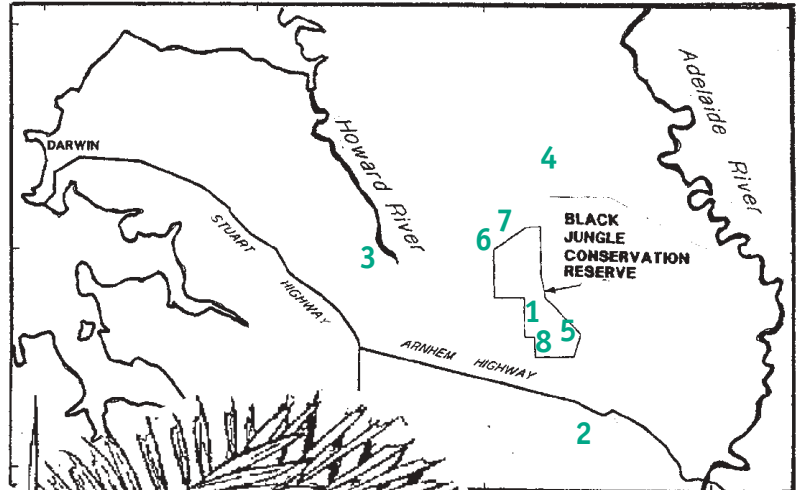 DARWIN
Howard River
Adelaide River
4
STUART HIGHWAY
7
6
3
BLACK
JUNGLE
CONSERVATION
RESERVE
1
5
8
ARNHEM HIGHWAY
2